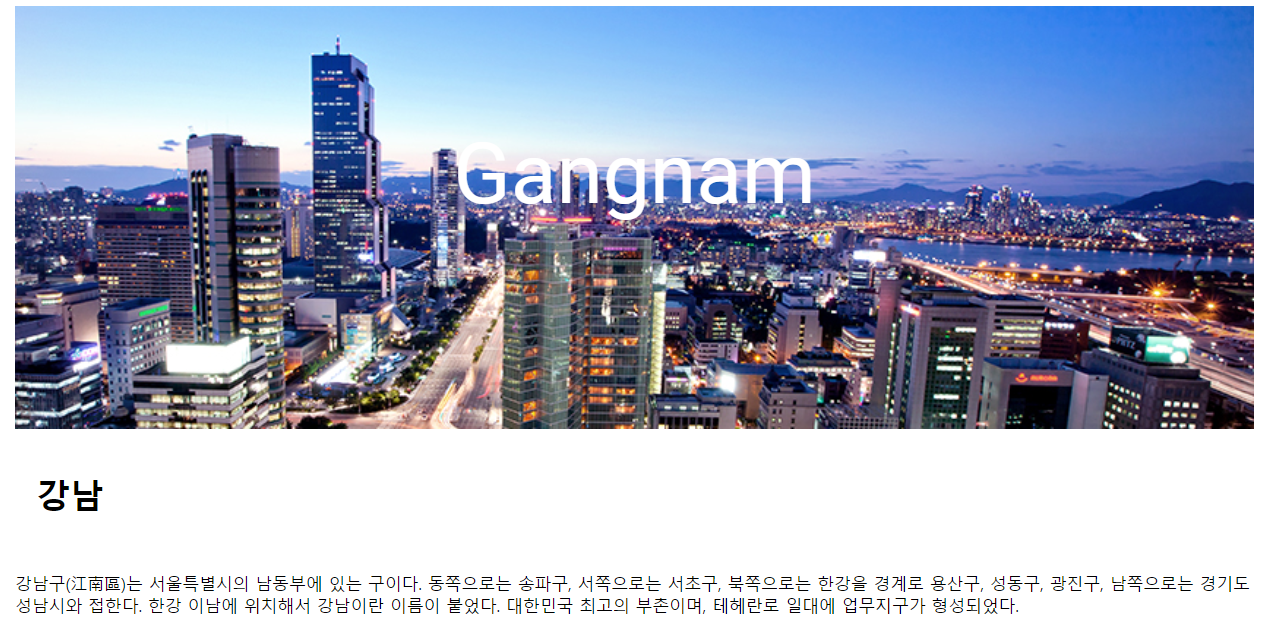 Gangnam
강남
강남구(江南區)는 서울특별시의 남동부에 있는 구이다. 동쪽으로는 송파구, 서쪽으로는 서초구, 북쪽으로는 한강을 경계로 용산구, 성동구, 광진구, 남쪽으로는 경기도
성남시와 접한다. 한강 이남에 위치해서 강남이란 이름이 붙었다. 대한민국 최고의 부촌이며, 테헤란로 일대에 업무지구가 형성되었다.